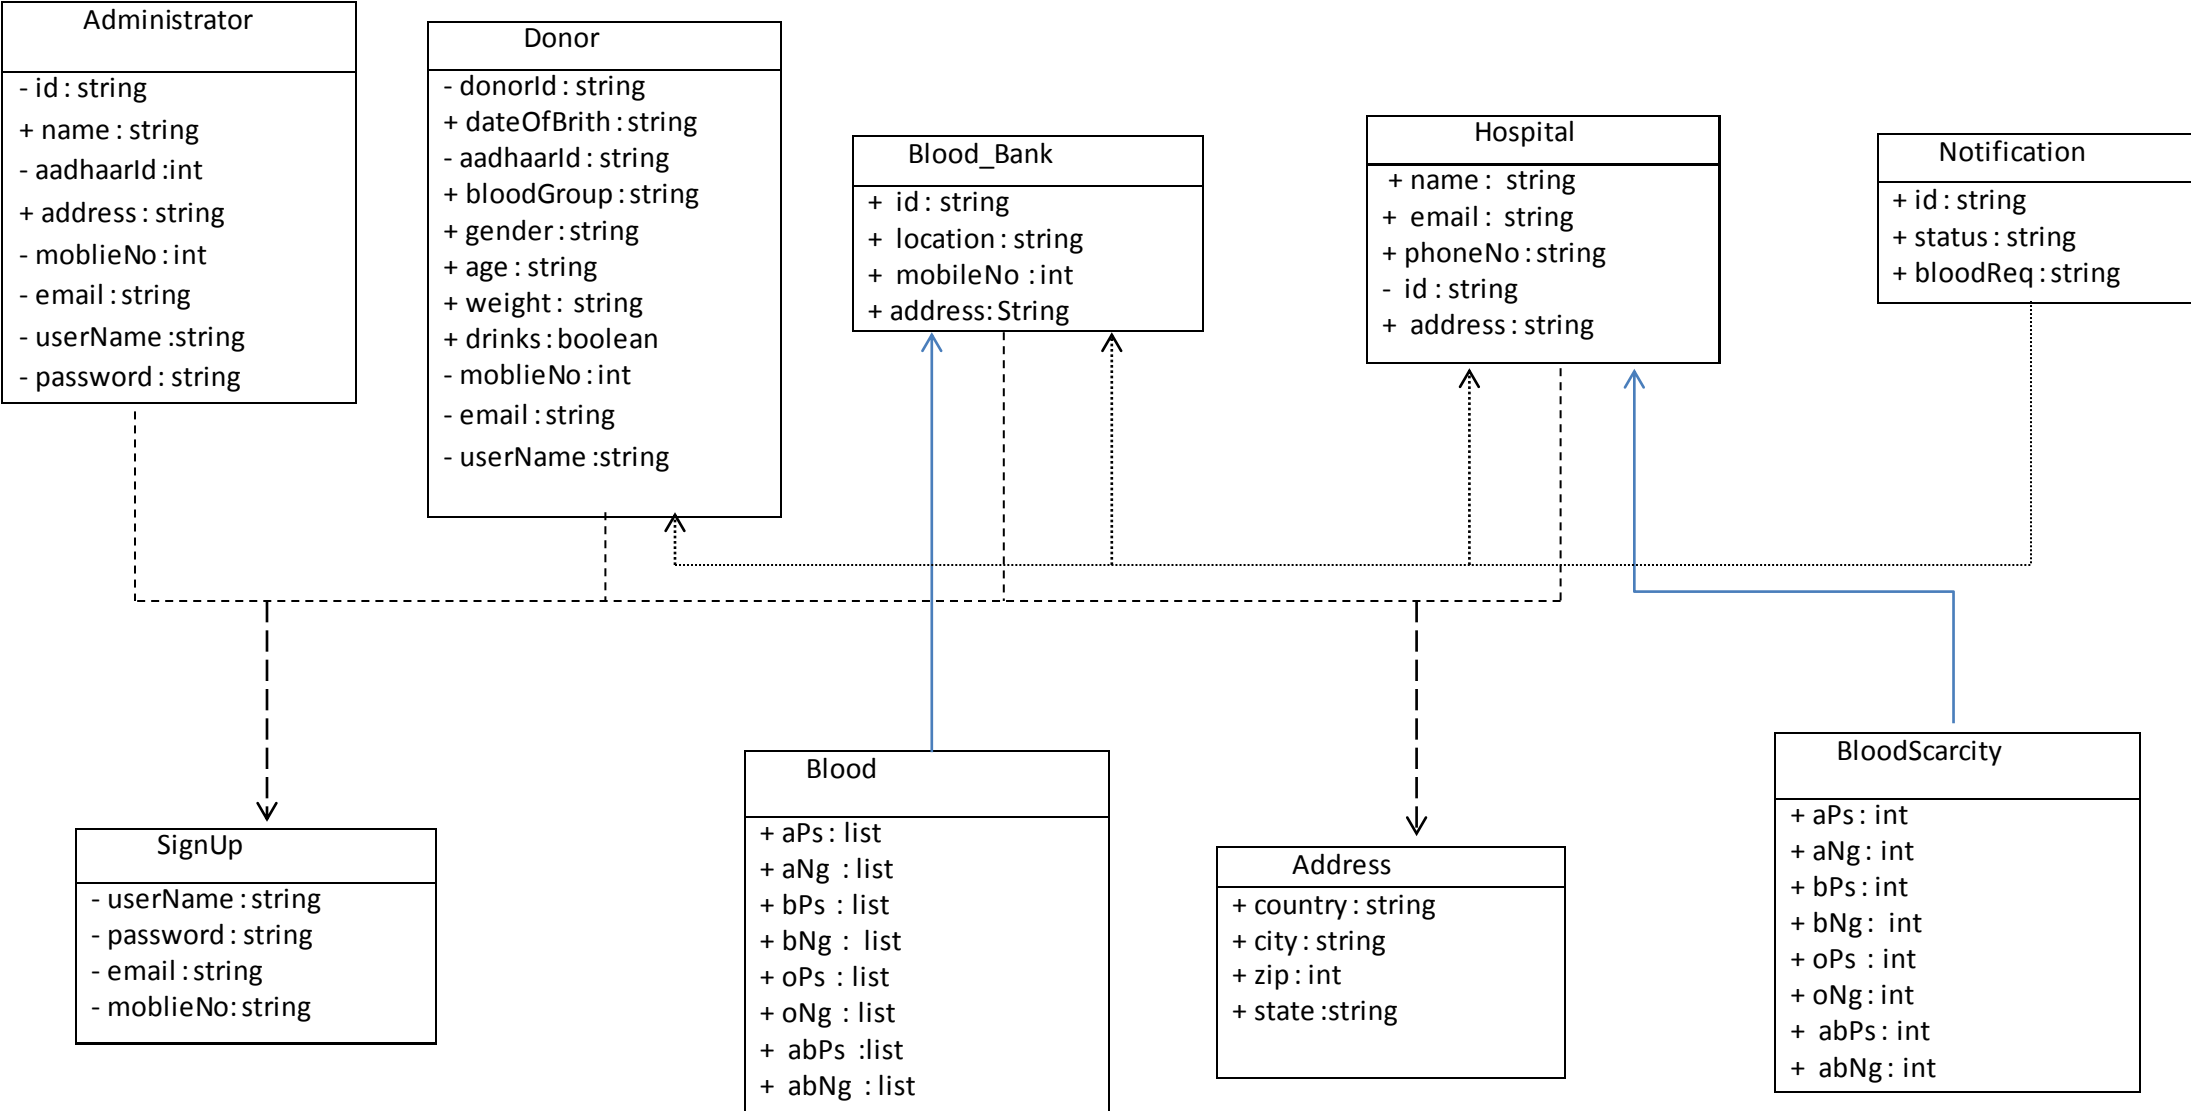 Administrator
- id : string
+ name : string
- aadhaarId :int
+ address : string
- moblieNo : int
- email : string
- userName :string
- password : string
Donor
- donorId : string
+ dateOfBrith : string
- aadhaarId : string
+ bloodGroup : string
+ gender : string
+ age : string
+ weight : string
+ drinks : boolean
- moblieNo : int
- email : string
- userName :string
Blood_Bank
+ id : string
+ location : string
+ mobileNo : int
+ address: String
Hospital
+ name : string
+ email : string
+ phoneNo : string
- id : string
+ address : string
Notification
+ id : string
+ status : string
+ bloodReq : string
SignUp
- userName : string
- password : string
- email : string
- moblieNo: string
Blood
+ aPs : list
+ aNg : list
+ bPs : list
+ bNg : list
+ oPs : list
+ oNg : list
+ abPs :list
+ abNg : list
Address
+ country : string
+ city : string
+ zip : int
+ state :string
BloodScarcity
+ aPs : int
+ aNg : int
+ bPs : int
+ bNg : int
+ oPs : int
+ oNg : int
+ abPs : int
+ abNg : int